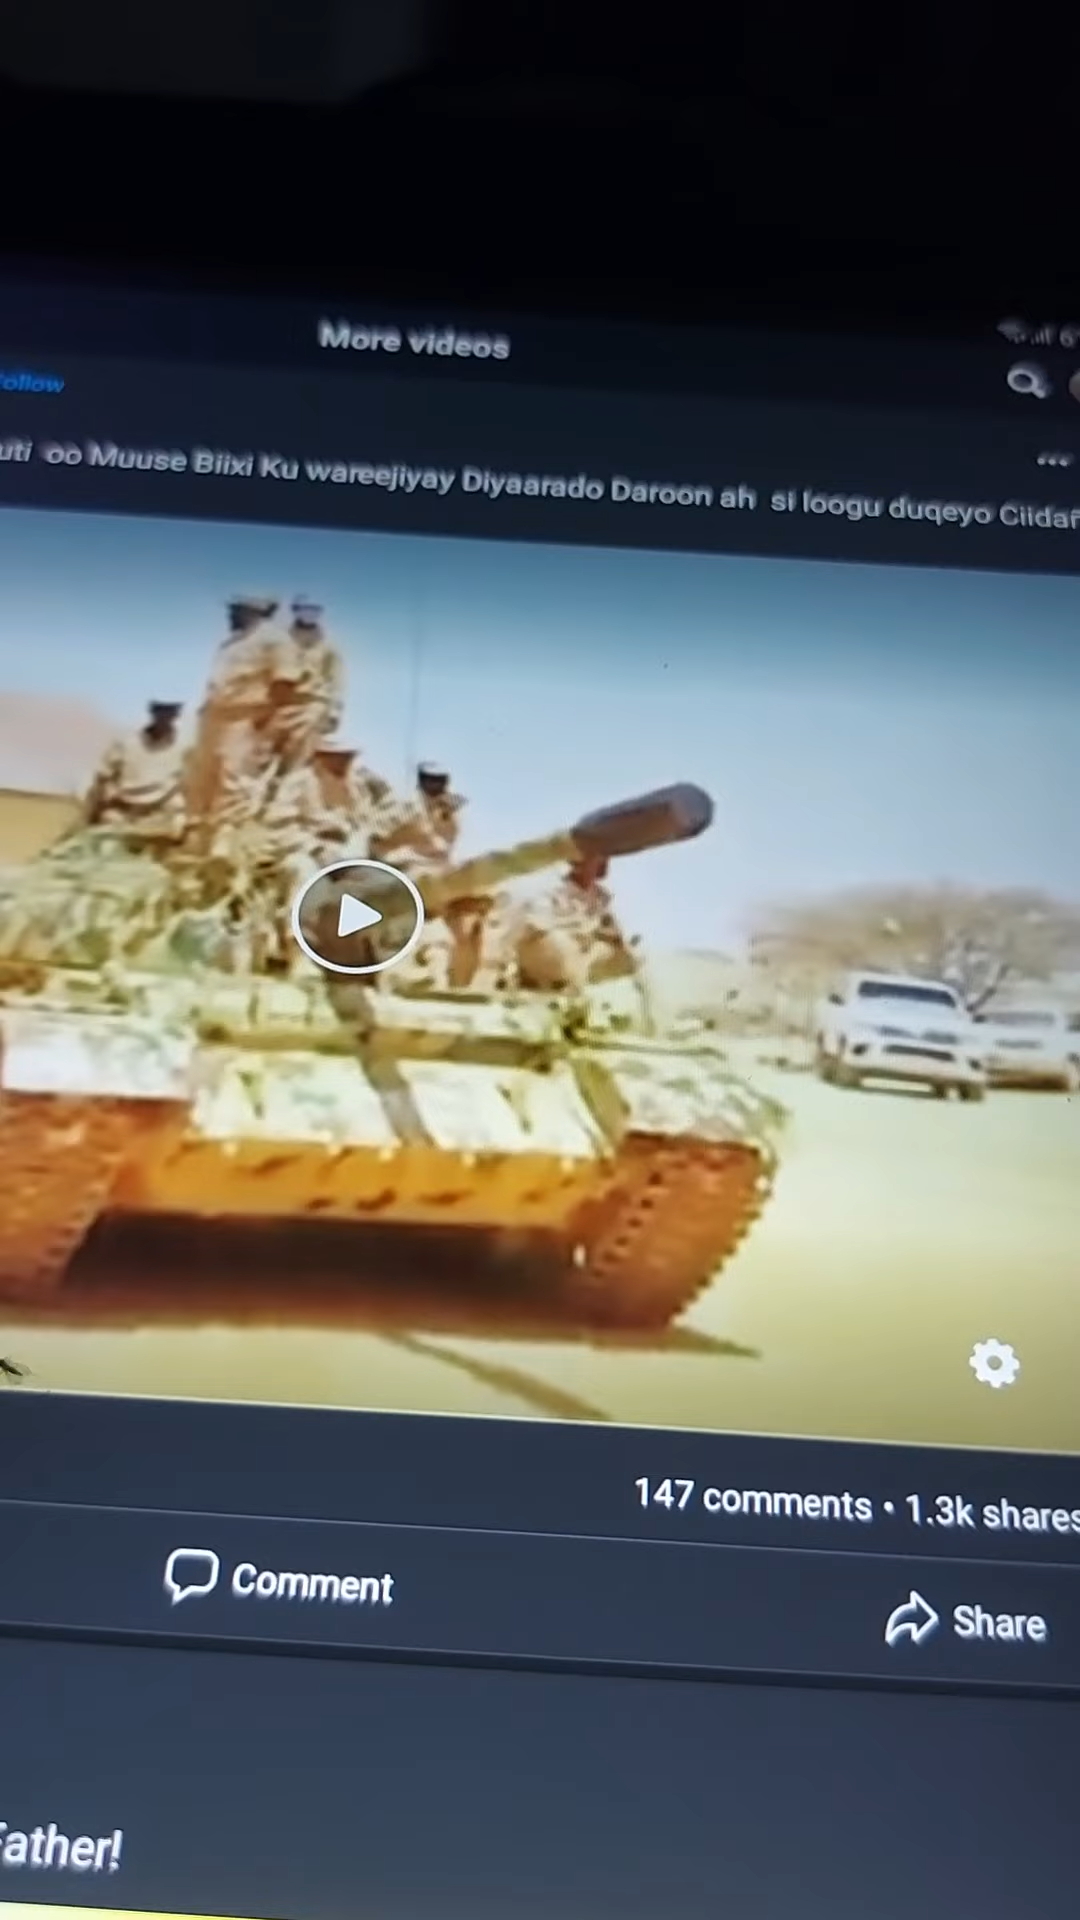 More videos
ollow
uti oo Muuse Biixi Ku wareejiyay Diyaarado Daroon ah si loogu duqeyo Ciidan
147 comments • 1.3k shares
Comment
Share
Father!